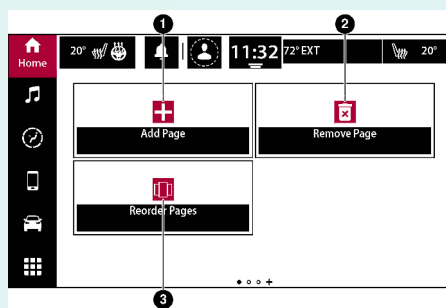 1 2
20° 11:32 72° EXT 20°
Home
Add Page Remove Page
Reorder Pages
3